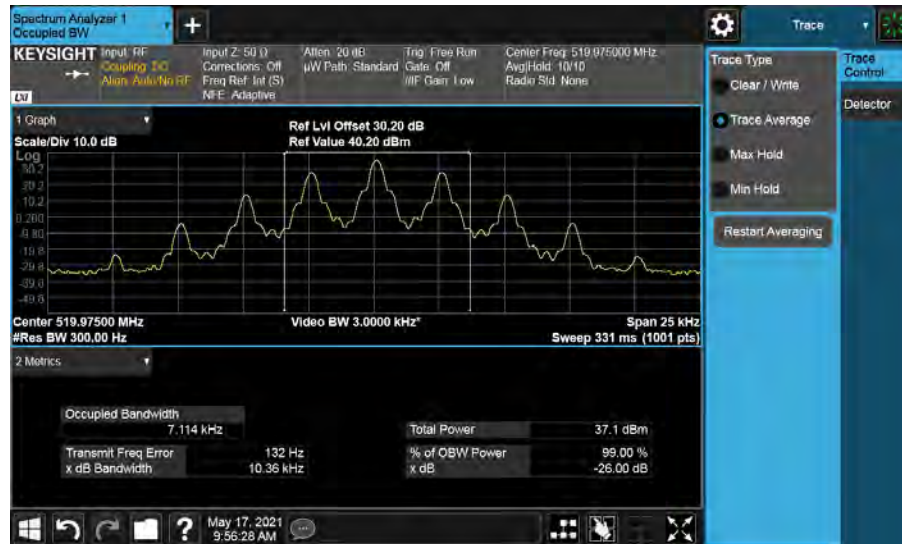 Spectrum Analyzer 1
Occupied BW
Trace
KEYSIGHT
Input: RF
Coupling: DC
Align: Auto/No RF
Input Z: 50 Ω
Corrections: Off
Freq Ref: Int (S)
NFE: Adaptive
Atten: 20 dB
µW Path: Standard
Trig: Free Run
Gate: Off
#IF Gain: Low
Center Freq: 519.975000 MHz
Avg|Hold: 10/10
Radio Std: None
LXI
1 Graph
Scale/Div 10.0 dB
Ref Lvl Offset 30.20 dB
Ref Value 40.20 dBm
Log
30.2
20.2
10.2
0.200
-9.80
-19.8
-29.8
-39.8
-49.8
Center 519.97500 MHz
#Res BW 300.00 Hz
Video BW 3.0000 kHz*
Span 25 kHz
Sweep 331 ms (1001 pts)
2 Metrics
Occupied Bandwidth
7.114 kHz
Total Power
37.1 dBm
Transmit Freq Error
132 Hz
% of OBW Power
99.00 %
x dB Bandwidth
10.36 kHz
x dB
-26.00 dB
Trace Type
Clear / Write
Trace Average
Max Hold
Min Hold
Restart Averaging
Trace
Control
Detector
?
May 17, 2021
9:56:28 AM